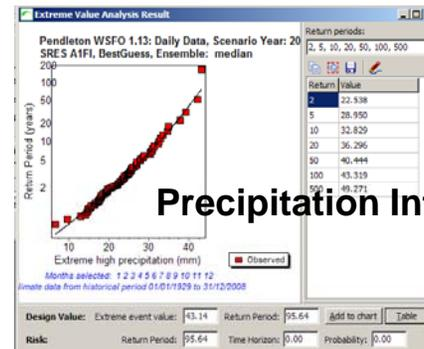 Extreme Value Analysis Result
Pendleton WSFO 1.13: Daily Data, Scenario Year: 20
SRES A1FI, BestGuess, Ensemble: median
Return periods:
2, 5, 10, 20, 50, 100, 500
Return Value
2 22.538
5 28.950
10 32.829
20 36.296
50 40.444
100 43.319
500 49.271
Return Period (years)
200
100
50
20
10
5
2
10 20 30 40
Extreme high precipitation (mm)
Observed
Precipitation Int
Months selected: 1 2 3 4 5 6 7 8 9 10 11 12
limate data from historical period 01/01/1929 to 31/12/2008
Design Value: Extreme event value: 43.14 Return Period: 95.64 Add to chart Table
Risk: Return Period: 95.64 Time Horizon: 0.00 Probability: 0.00